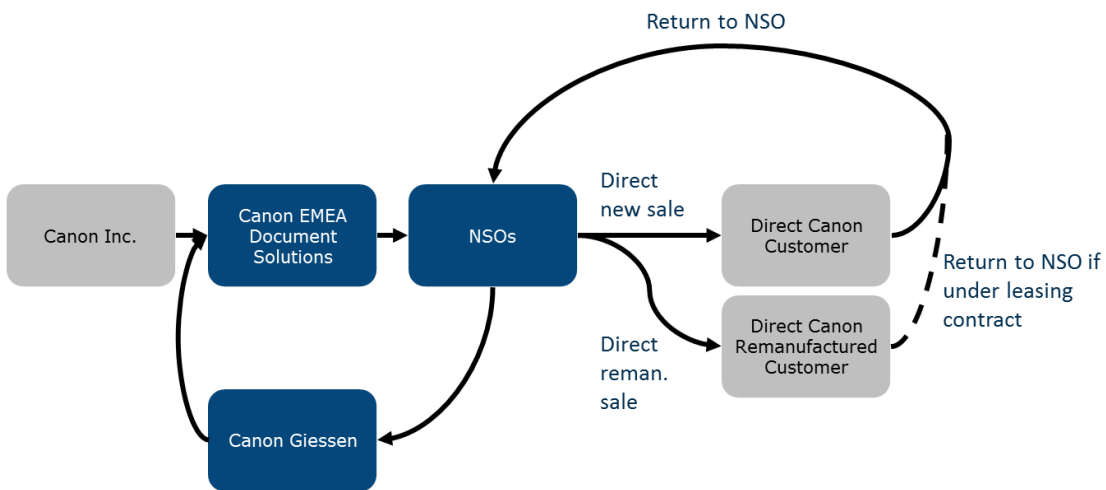 Return to NSO
Canon Inc.
Canon EMEA
Document
Solutions
NSOs
Direct
new sale
Direct Canon
Customer
Return to NSO if
under leasing
contract
Direct
reman.
sale
Direct Canon
Remanufactured
Customer
Canon Giessen